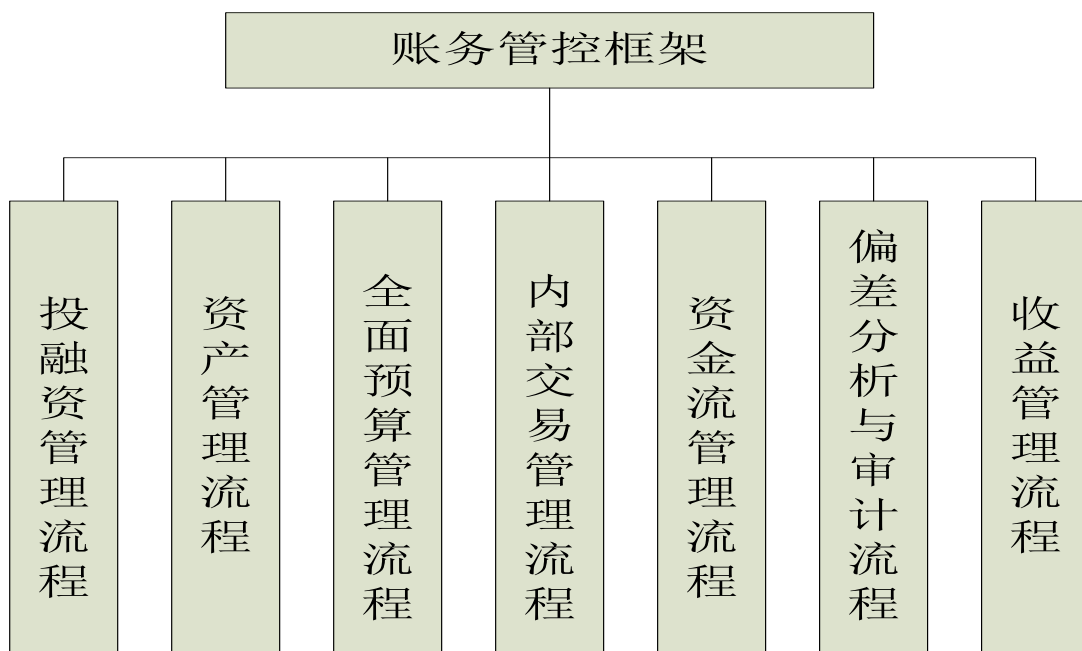 账务管控框架
投融资管理流程
资产管理流程
全面预算管理流程
内部交易管理流程
资金流管理流程
偏差分析与审计流程
收益管理流程